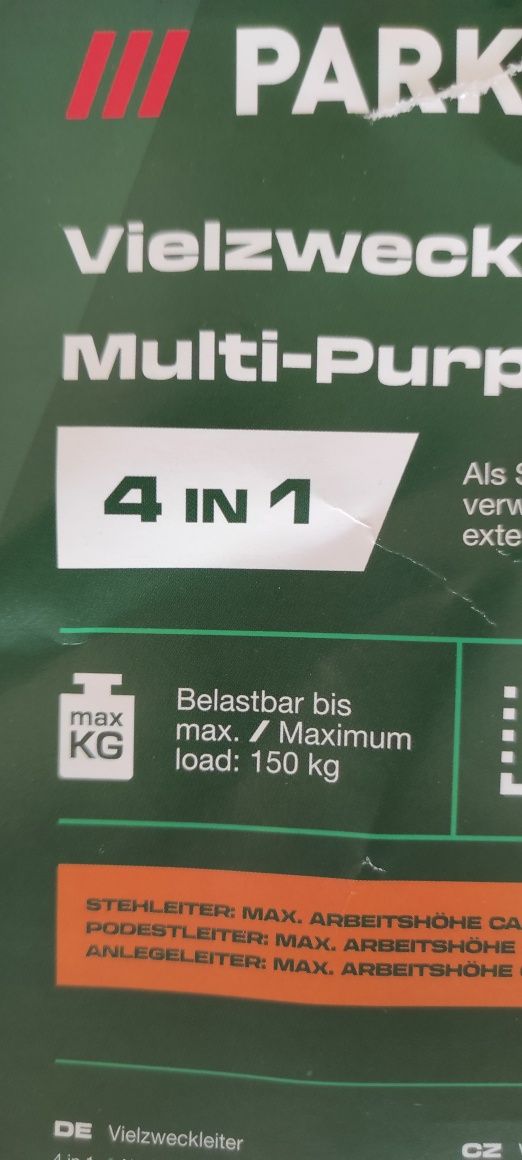 PARK
Vielzweck
Multi-Purp
4 IN 1
Als
verw
exte
max
KG
Belastbar bis
max. / Maximum
load: 150 kg
STEHLEITER: MAX. ARBEITSHÖHE CA
PODESTLEITER: MAX. ARBEITSHÖHE
ANLEGELEITER: MAX. ARBEITSHÖHE
DE Vielzweckleiter
CZ